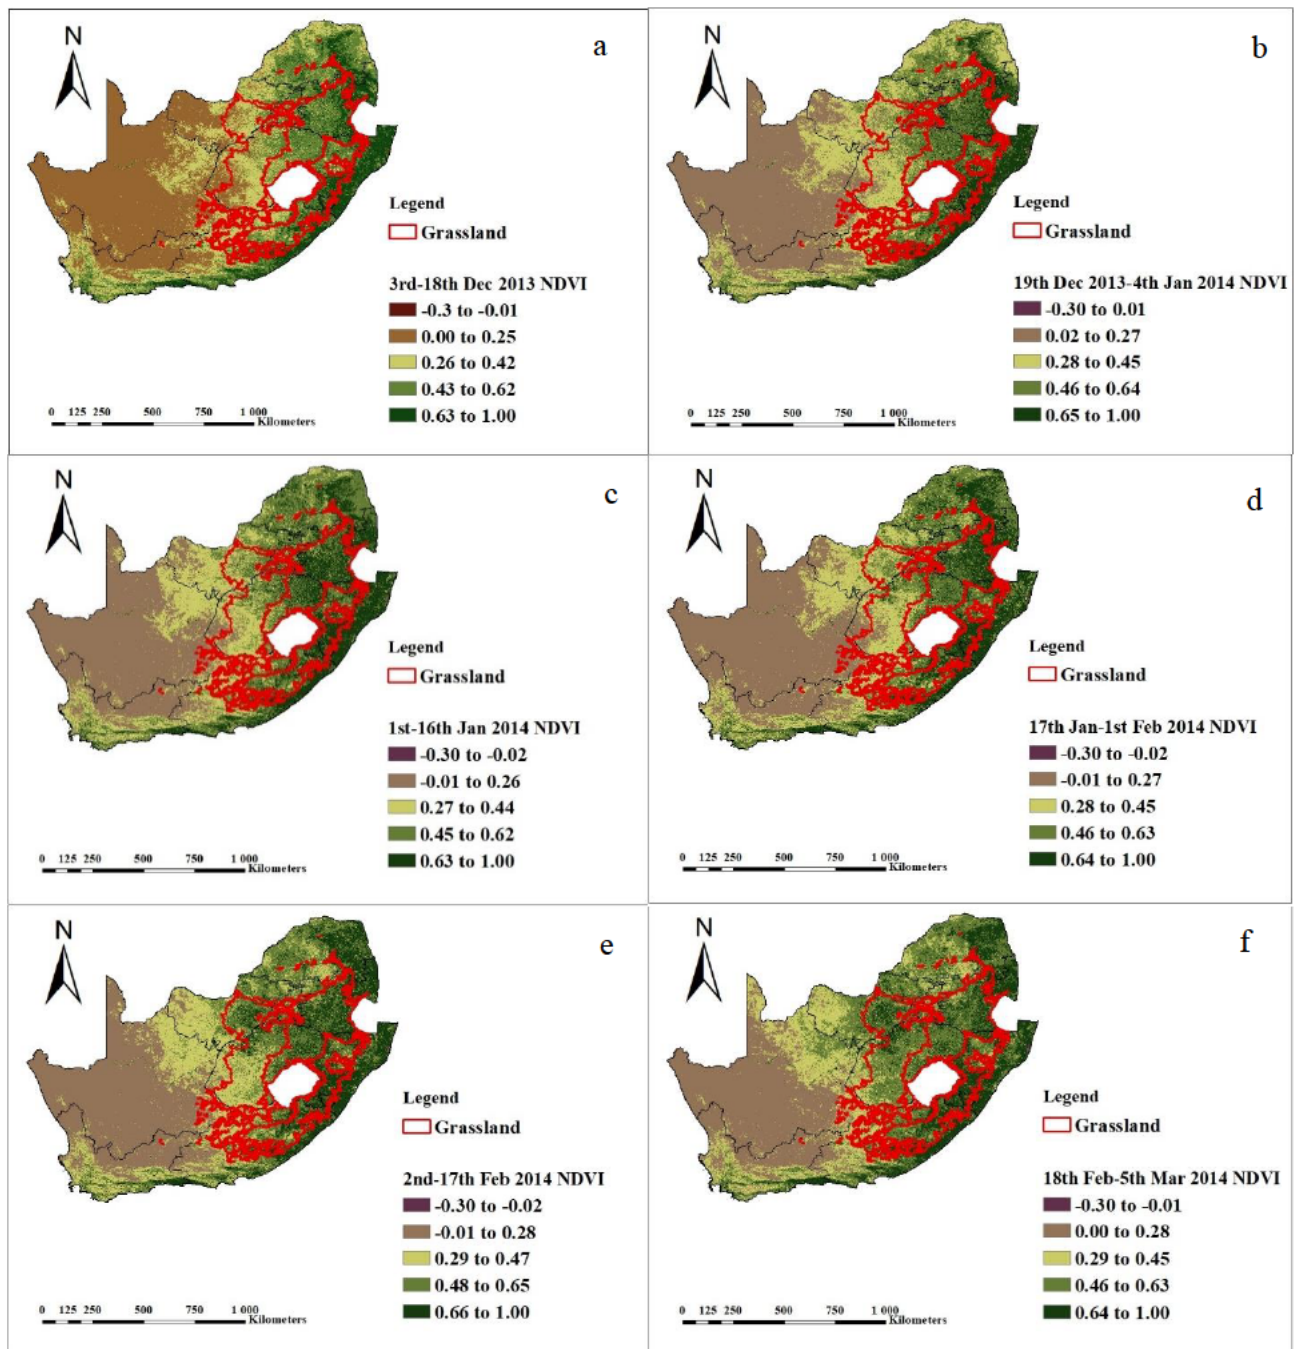 N
a
Legend
Grassland
3rd-18th Dec 2013 NDVI
-0.3 to -0.01
0.00 to 0.25
0.26 to 0.42
0.43 to 0.62
0.63 to 1.00
0 125 250 500 750 1 000
Kilometers
N
b
Legend
Grassland
19th Dec 2013-4th Jan 2014 NDVI
-0.30 to 0.01
0.02 to 0.27
0.28 to 0.45
0.46 to 0.64
0.65 to 1.00
0 125 250 500 750 1 000
Kilometers
N
c
Legend
Grassland
1st-16th Jan 2014 NDVI
-0.30 to -0.02
-0.01 to 0.26
0.27 to 0.44
0.45 to 0.62
0.63 to 1.00
0 125 250 500 750 1 000
Kilometers
N
d
Legend
Grassland
17th Jan-1st Feb 2014 NDVI
-0.30 to -0.02
-0.01 to 0.27
0.28 to 0.45
0.46 to 0.63
0.64 to 1.00
0 125 250 500 750 1 000
Kilometers
N
e
Legend
Grassland
2nd-17th Feb 2014 NDVI
-0.30 to -0.02
-0.01 to 0.28
0.29 to 0.47
0.48 to 0.65
0.66 to 1.00
0 125 250 500 750 1 000
Kilometers
N
f
Legend
Grassland
18th Feb-5th Mar 2014 NDVI
-0.30 to -0.01
0.00 to 0.28
0.29 to 0.45
0.46 to 0.63
0.64 to 1.00
0 125 250 500 750 1 000
Kilometers